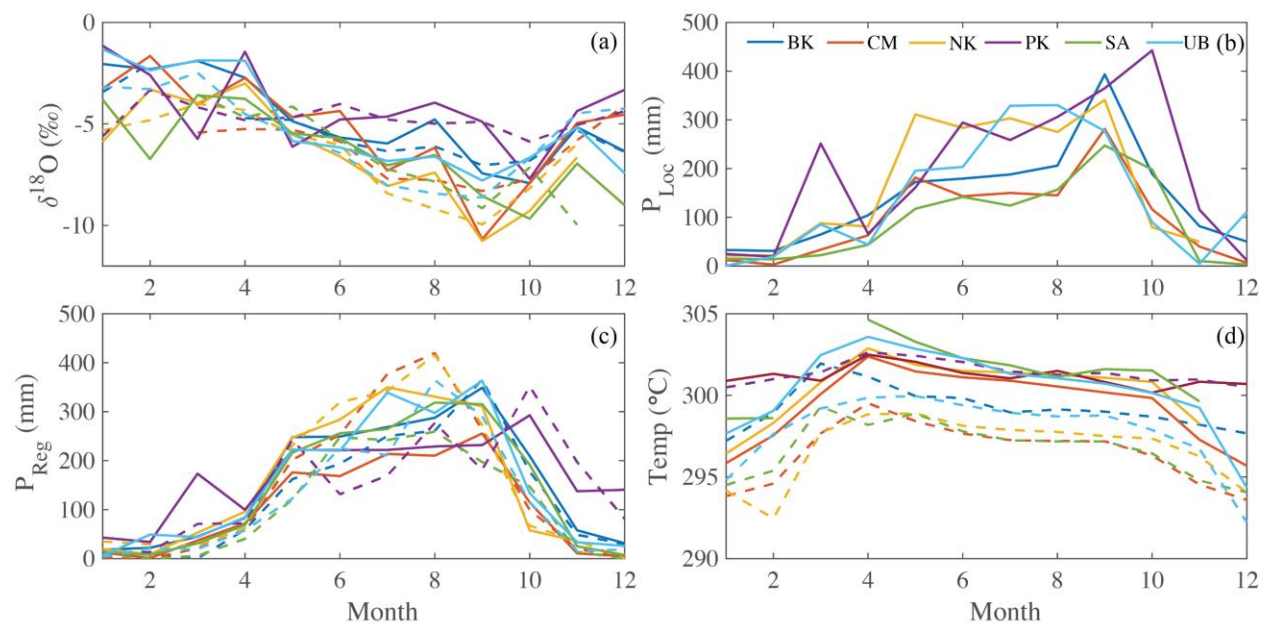 0
-5
-10
2 4 6 8 10 12
δ¹⁸O (‰)
(a)
500
400
300
200
100
0
2 4 6 8 10 12
P_Loc (mm)
BK CM NK PK SA UB
(b)
500
400
300
200
100
0
2 4 6 8 10 12
P_Reg (mm)
Month
(c)
305
300
295
290
2 4 6 8 10 12
Temp (°C)
Month
(d)